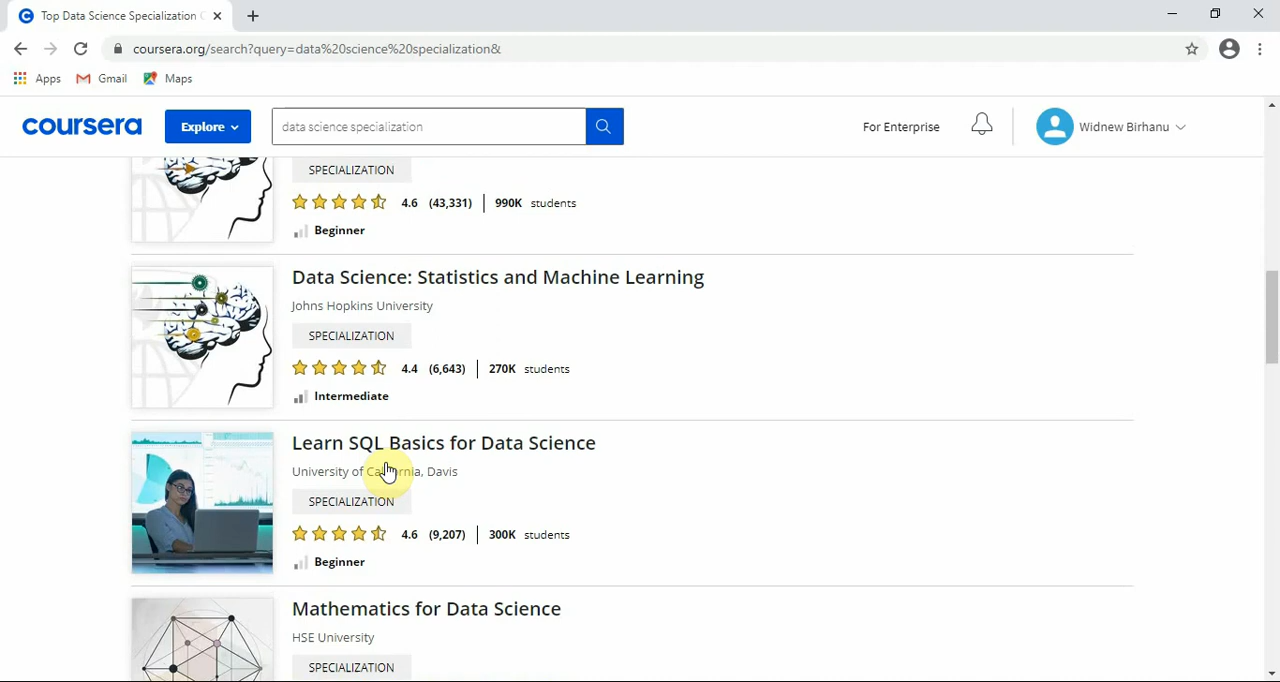 Top Data Science Specialization C
coursera.org/search?query=data%20science%20specialization&
Apps Gmail Maps
coursera Explore data science specialization For Enterprise Widnew Birhanu
SPECIALIZATION
4.6 (43,331) 990K students
Beginner
Data Science: Statistics and Machine Learning
Johns Hopkins University
SPECIALIZATION
4.4 (6,643) 270K students
Intermediate
Learn SQL Basics for Data Science
University of California, Davis
SPECIALIZATION
4.6 (9,207) 300K students
Beginner
Mathematics for Data Science
HSE University
SPECIALIZATION